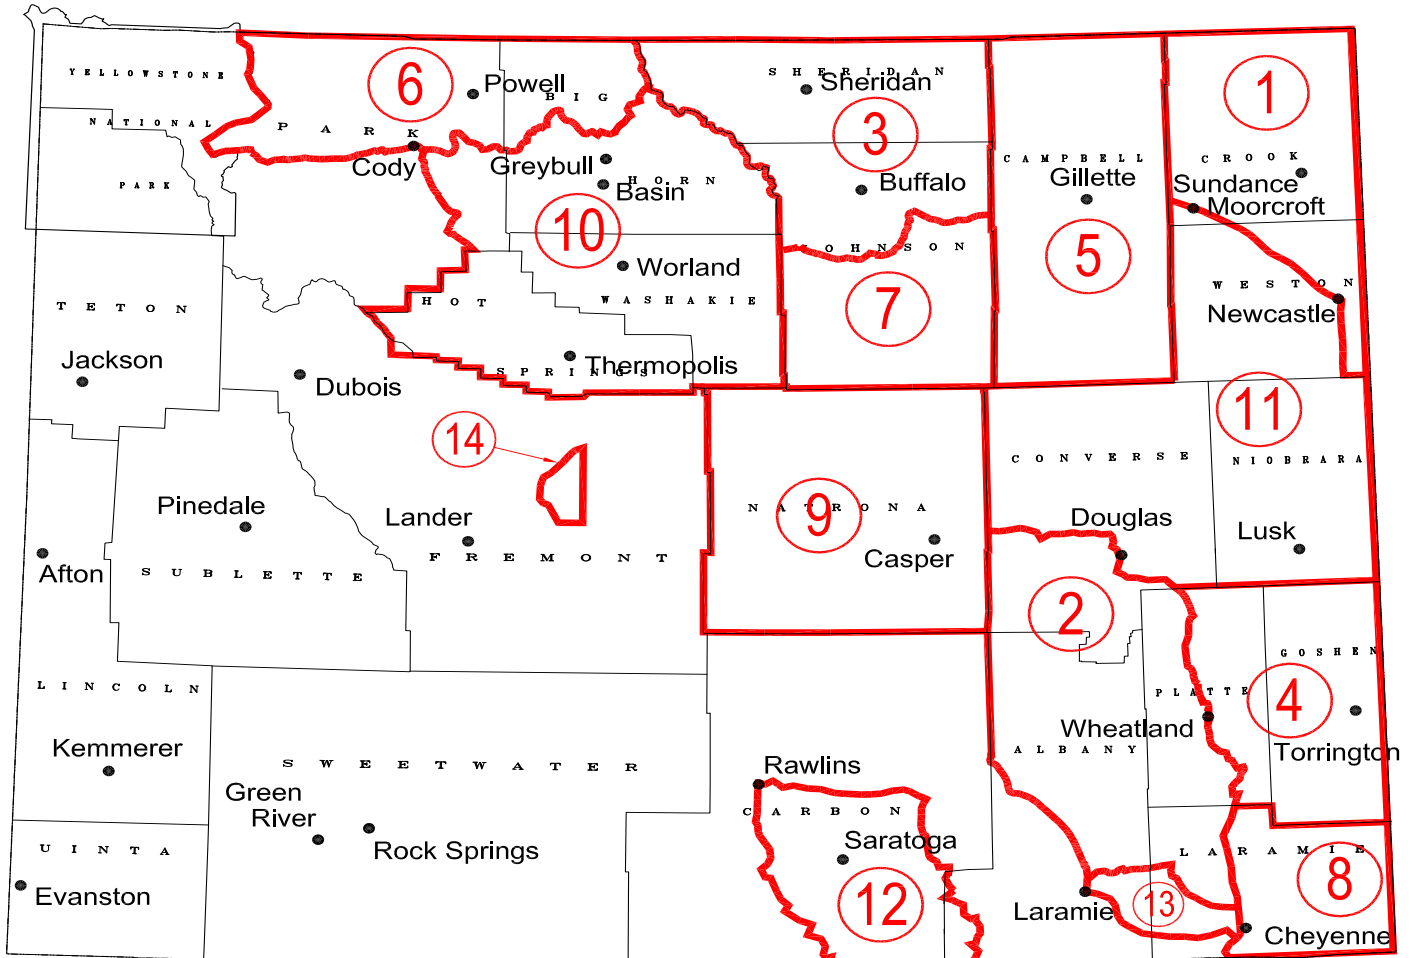 6
Powell
YELLOWSTONE
SHERIDAN
Sheridan
1
BIG
NATIONAL
PARK
3
Cody
Greybull
CAMPBELL
CROOK
PARK
Basin
HORN
Buffalo
Gillette
Sundance
Moorcroft
10
JOHNSON
5
Worland
TETON
HOT
WASHAKIE
7
WESTON
Newcastle
Jackson
Dubois
Thermopolis
SPRINGS
14
11
CONVERSE
NIOBRARA
Pinedale
Lander
NATRONA
9
Douglas
Lusk
Casper
Afton
SUBLETTE
FREMONT
2
GOSHEN
LINCOLN
PLATTE
4
Wheatland
Torrington
Kemmerer
SWEETWATER
ALBANY
Rawlins
Green
River
CARBON
Rock Springs
Saratoga
UINTA
LARAMIE
Evanston
12
Laramie
13
8
Cheyenne